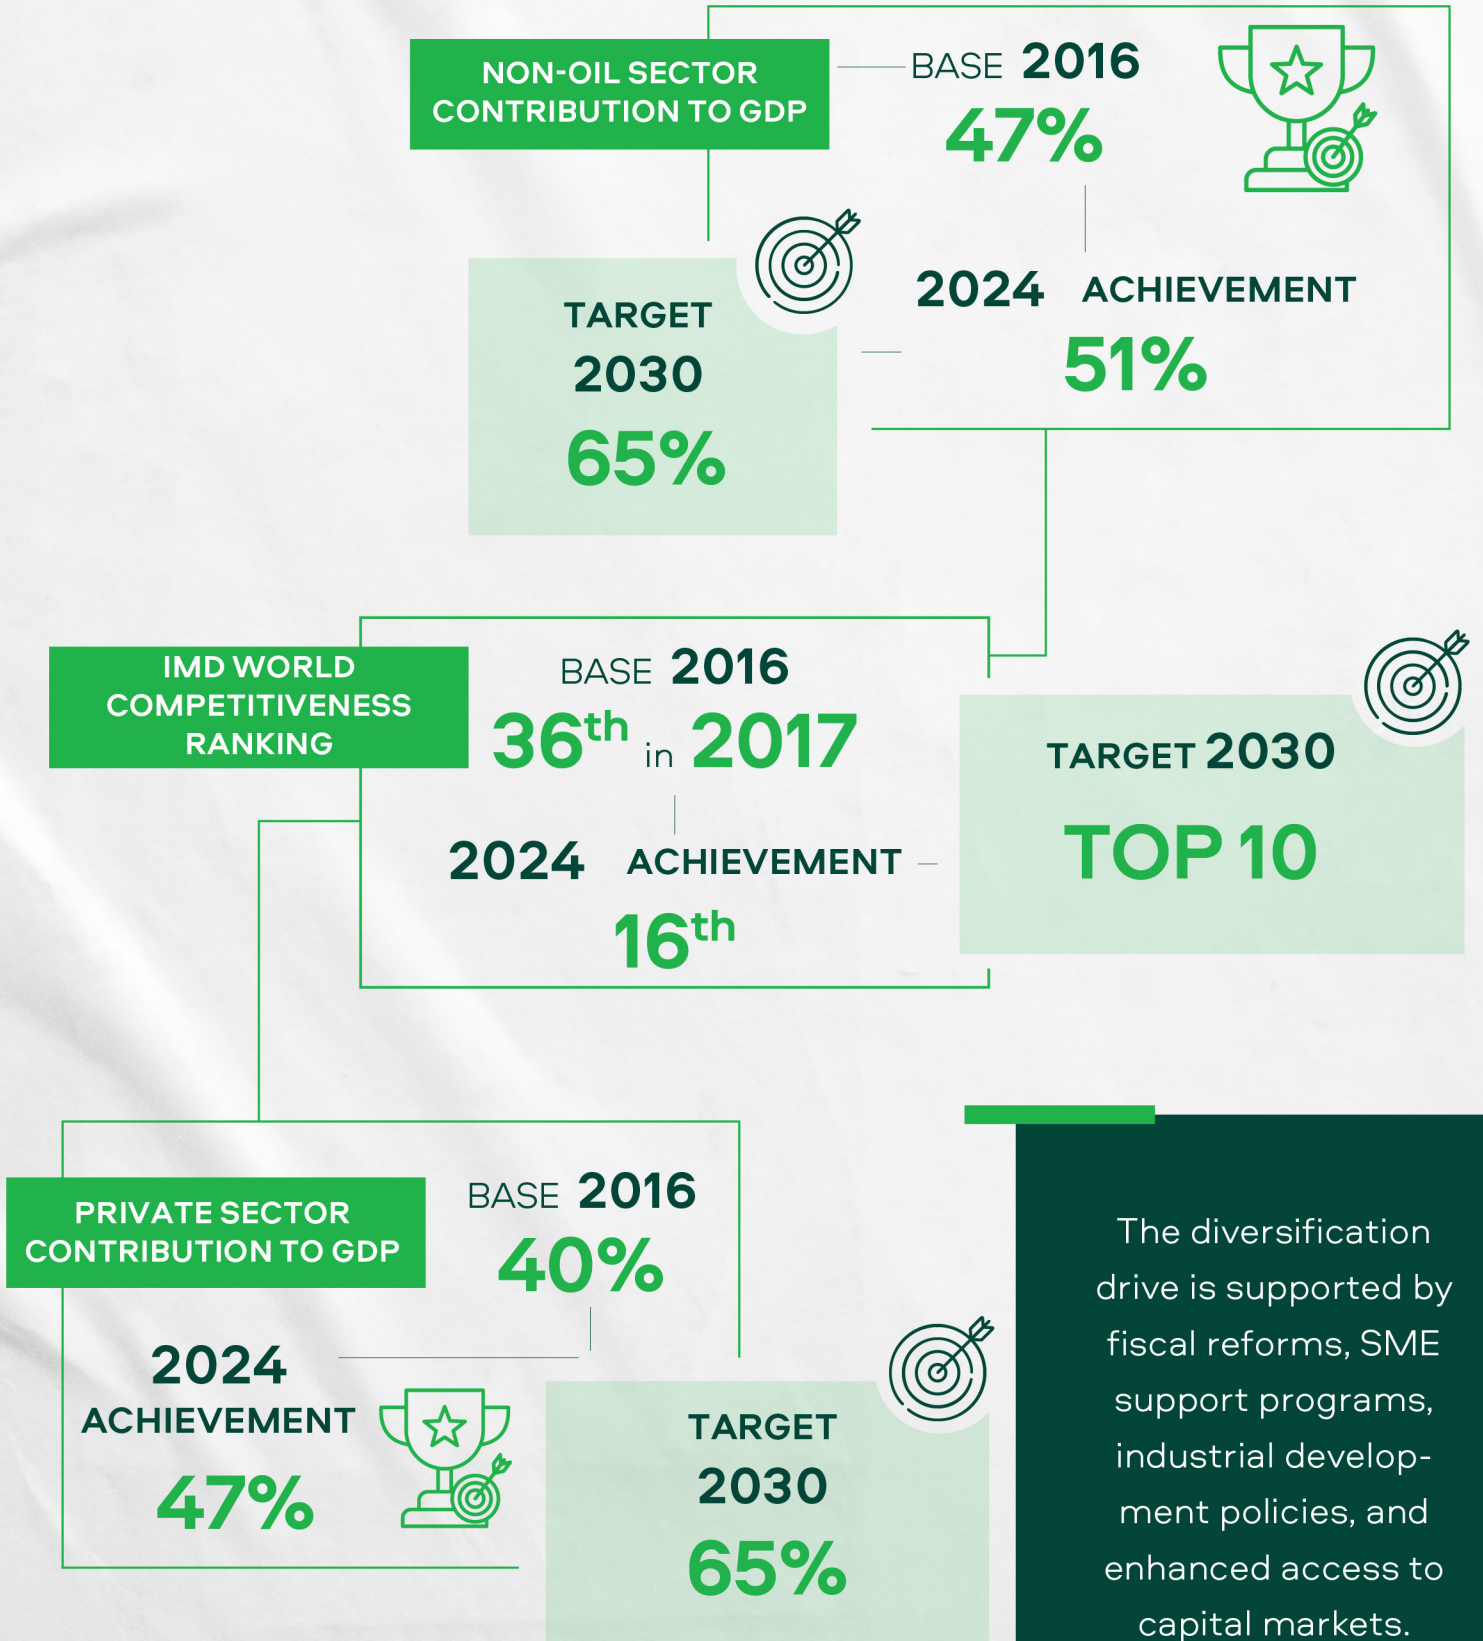 NON-OIL SECTOR
CONTRIBUTION TO GDP
BASE 2016
47%
2024 ACHIEVEMENT
51%
TARGET
2030
65%
IMD WORLD
COMPETITIVENESS
RANKING
BASE 2016
36th in 2017
2024 ACHIEVEMENT
16th
TARGET 2030
TOP 10
PRIVATE SECTOR
CONTRIBUTION TO GDP
BASE 2016
40%
2024
ACHIEVEMENT
47%
TARGET
2030
65%
The diversification
drive is supported by
fiscal reforms, SME
support programs,
industrial develop-
ment policies, and
enhanced access to
capital markets.